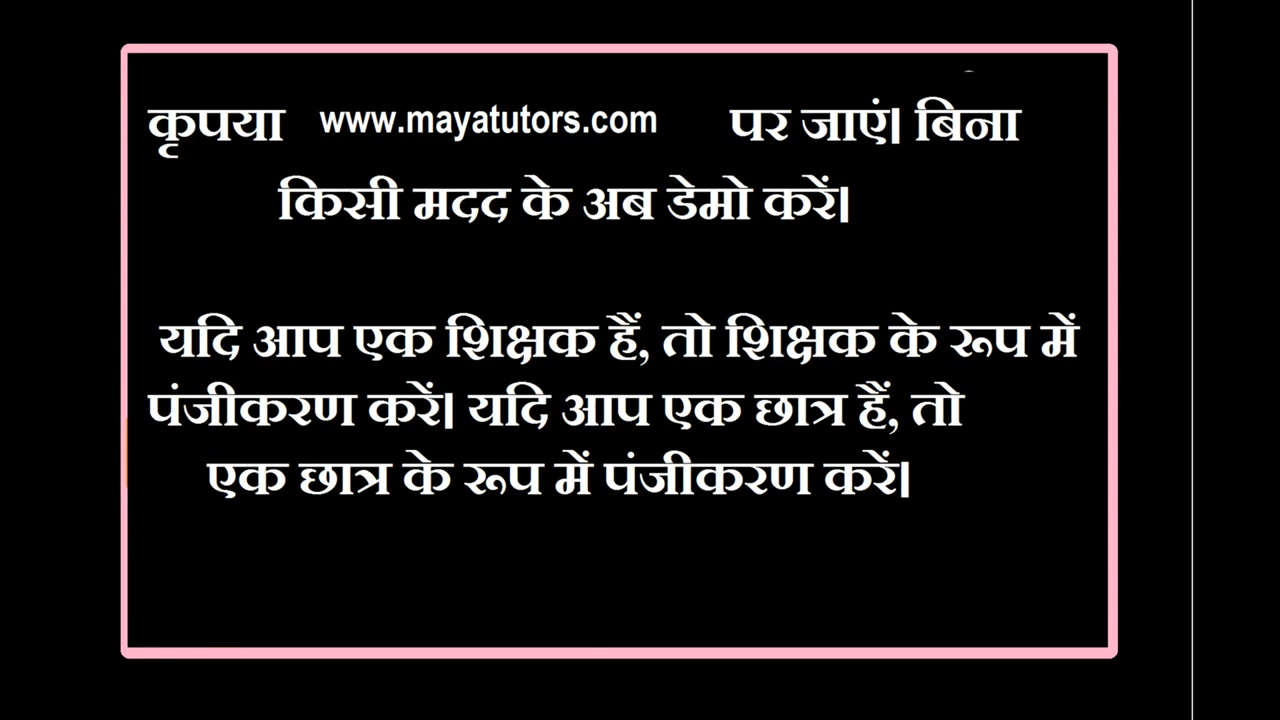 कृपया www.mayatutors.com पर जाएं। बिना
किसी मदद के अब डेमो करें।
यदि आप एक शिक्षक हैं, तो शिक्षक के रूप में
पंजीकरण करें। यदि आप एक छात्र हैं, तो
एक छात्र के रूप में पंजीकरण करें।